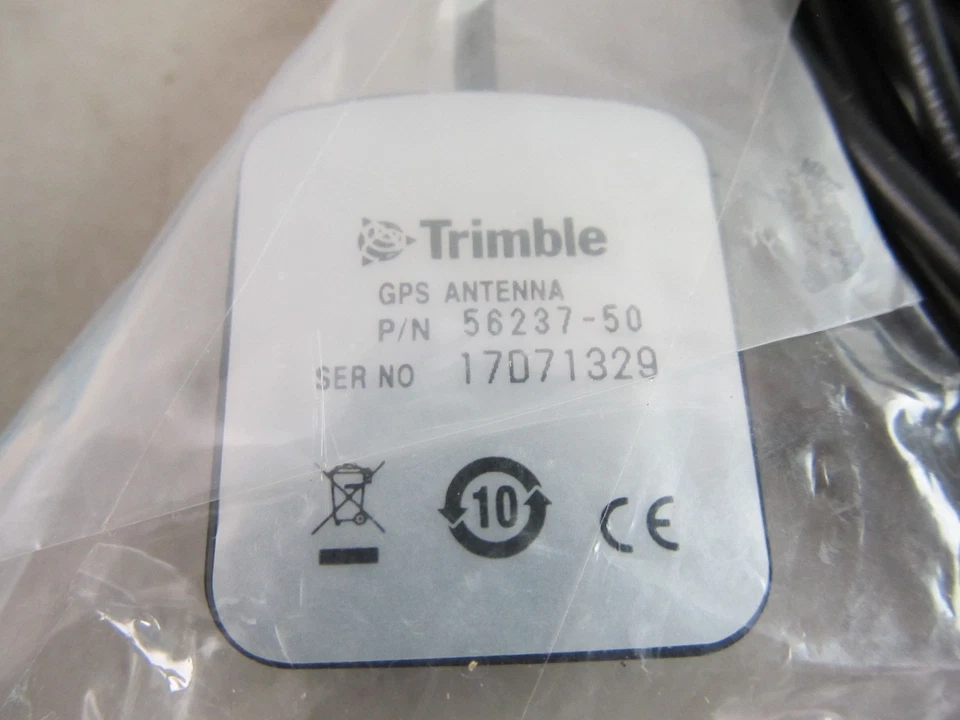 Trimble
GPS ANTENNA
P/N 56237-50
SER NO 17D71329
10
CE